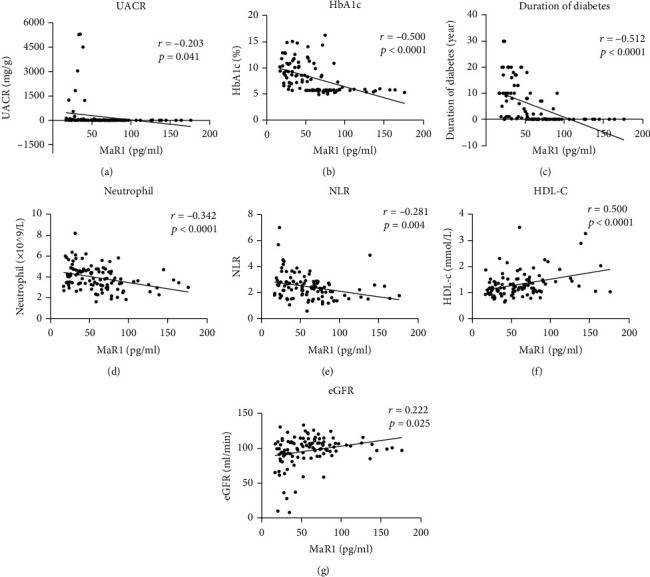 UACR
r = –0.203
p = 0.041
UACR (mg/g)
6000
4500
3000
1500
0
–1500
50 100 150 200
MaR1 (pg/ml)
(a)
HbA1c
r = –0.500
p < 0.0001
HbA1c (%)
20
15
10
5
0
0 50 100 150 200
MaR1 (pg/ml)
(b)
Duration of diabetes
r = –0.512
p < 0.0001
Duration of diabetes (year)
40
30
20
10
0
–10
50 100 150 200
MaR1 (pg/ml)
(c)
Neutrophil
r = –0.342
p < 0.0001
Neutrophil (×10^9/L)
10
8
6
4
2
0
0 50 100 150 200
MaR1 (pg/ml)
(d)
NLR
r = –0.281
p = 0.004
NLR
8
6
4
2
0
0 50 100 150 200
MaR1 (pg/ml)
(e)
HDL-C
r = 0.500
p < 0.0001
HDL-c (mmol/L)
4
3
2
1
0
0 50 100 150 200
MaR1 (pg/ml)
(f)
eGFR
r = 0.222
p = 0.025
eGFR (ml/min)
150
100
50
0
0 50 100 150 200
MaR1 (pg/ml)
(g)